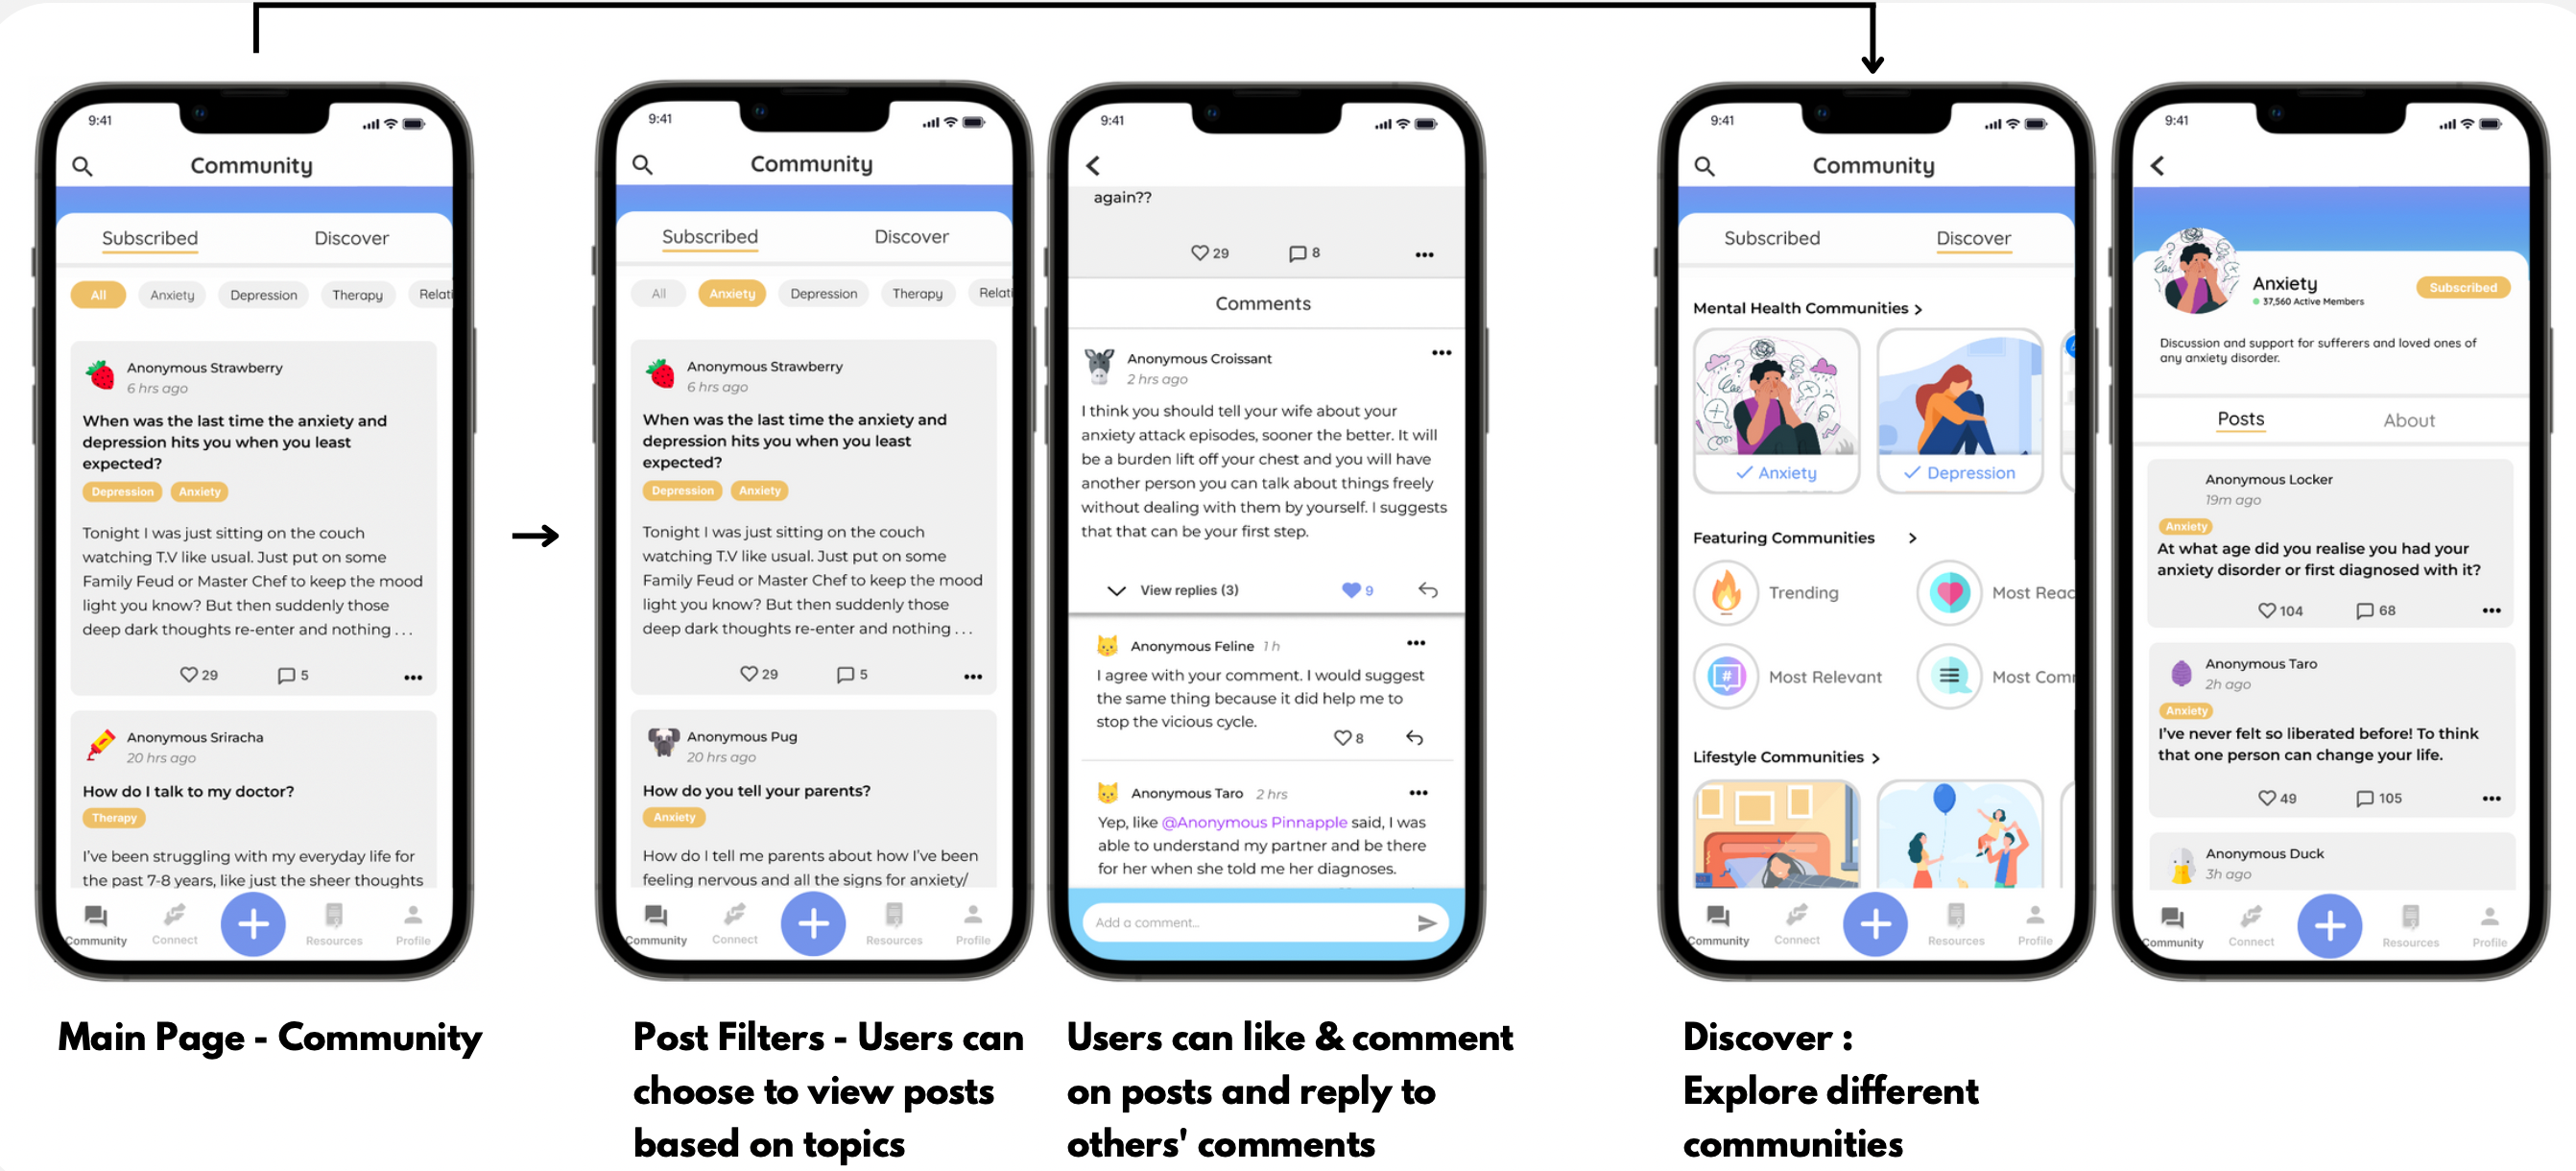 9:41
Community
Subscribed Discover
All Anxiety Depression Therapy Relati
Anonymous Strawberry
6 hrs ago
When was the last time the anxiety and
depression hits you when you least
expected?
Depression Anxiety
Tonight I was just sitting on the couch
watching T.V like usual. Just put on some
Family Feud or Master Chef to keep the mood
light you know? But then suddenly those
deep dark thoughts re-enter and nothing . . .
29 5
Anonymous Sriracha
20 hrs ago
How do I talk to my doctor?
Therapy
I've been struggling with my everyday life for
the past 7-8 years, like just the sheer thoughts
Community Connect Resources Profile
Main Page - Community
9:41
Community
Subscribed Discover
All Anxiety Depression Therapy Relati
Anonymous Strawberry
6 hrs ago
When was the last time the anxiety and
depression hits you when you least
expected?
Depression Anxiety
Tonight I was just sitting on the couch
watching T.V like usual. Just put on some
Family Feud or Master Chef to keep the mood
light you know? But then suddenly those
deep dark thoughts re-enter and nothing . . .
29 5
Anonymous Pug
20 hrs ago
How do you tell your parents?
Anxiety
How do I tell me parents about how I've been
feeling nervous and all the signs for anxiety/
Community Connect Resources Profile
Post Filters - Users can
choose to view posts
based on topics
9:41
again??
29 8
Comments
Anonymous Croissant
2 hrs ago
I think you should tell your wife about your
anxiety attack episodes, sooner the better. It will
be a burden lift off your chest and you will have
another person you can talk about things freely
without dealing with them by yourself. I suggests
that that can be your first step.
View replies (3) 9
Anonymous Feline 1 h
I agree with your comment. I would suggest
the same thing because it did help me to
stop the vicious cycle.
8
Anonymous Taro 2 hrs
Yep, like @Anonymous Pinnapple said, I was
able to understand my partner and be there
for her when she told me her diagnoses.
Add a comment...
Users can like & comment
on posts and reply to
others' comments
9:41
Community
Subscribed Discover
Mental Health Communities >
Anxiety Depression
Featuring Communities >
Trending Most Reac
Most Relevant Most Com
Lifestyle Communities >
Community Connect Resources Profile
Discover :
Explore different
communities
9:41
Anxiety
37,560 Active Members
Subscribed
Discussion and support for sufferers and loved ones of
any anxiety disorder.
Posts About
Anonymous Locker
19m ago
Anxiety
At what age did you realise you had your
anxiety disorder or first diagnosed with it?
104 68
Anonymous Taro
2h ago
Anxiety
I've never felt so liberated before! To think
that one person can change your life.
49 105
Anonymous Duck
3h ago
Community Connect Resources Profile